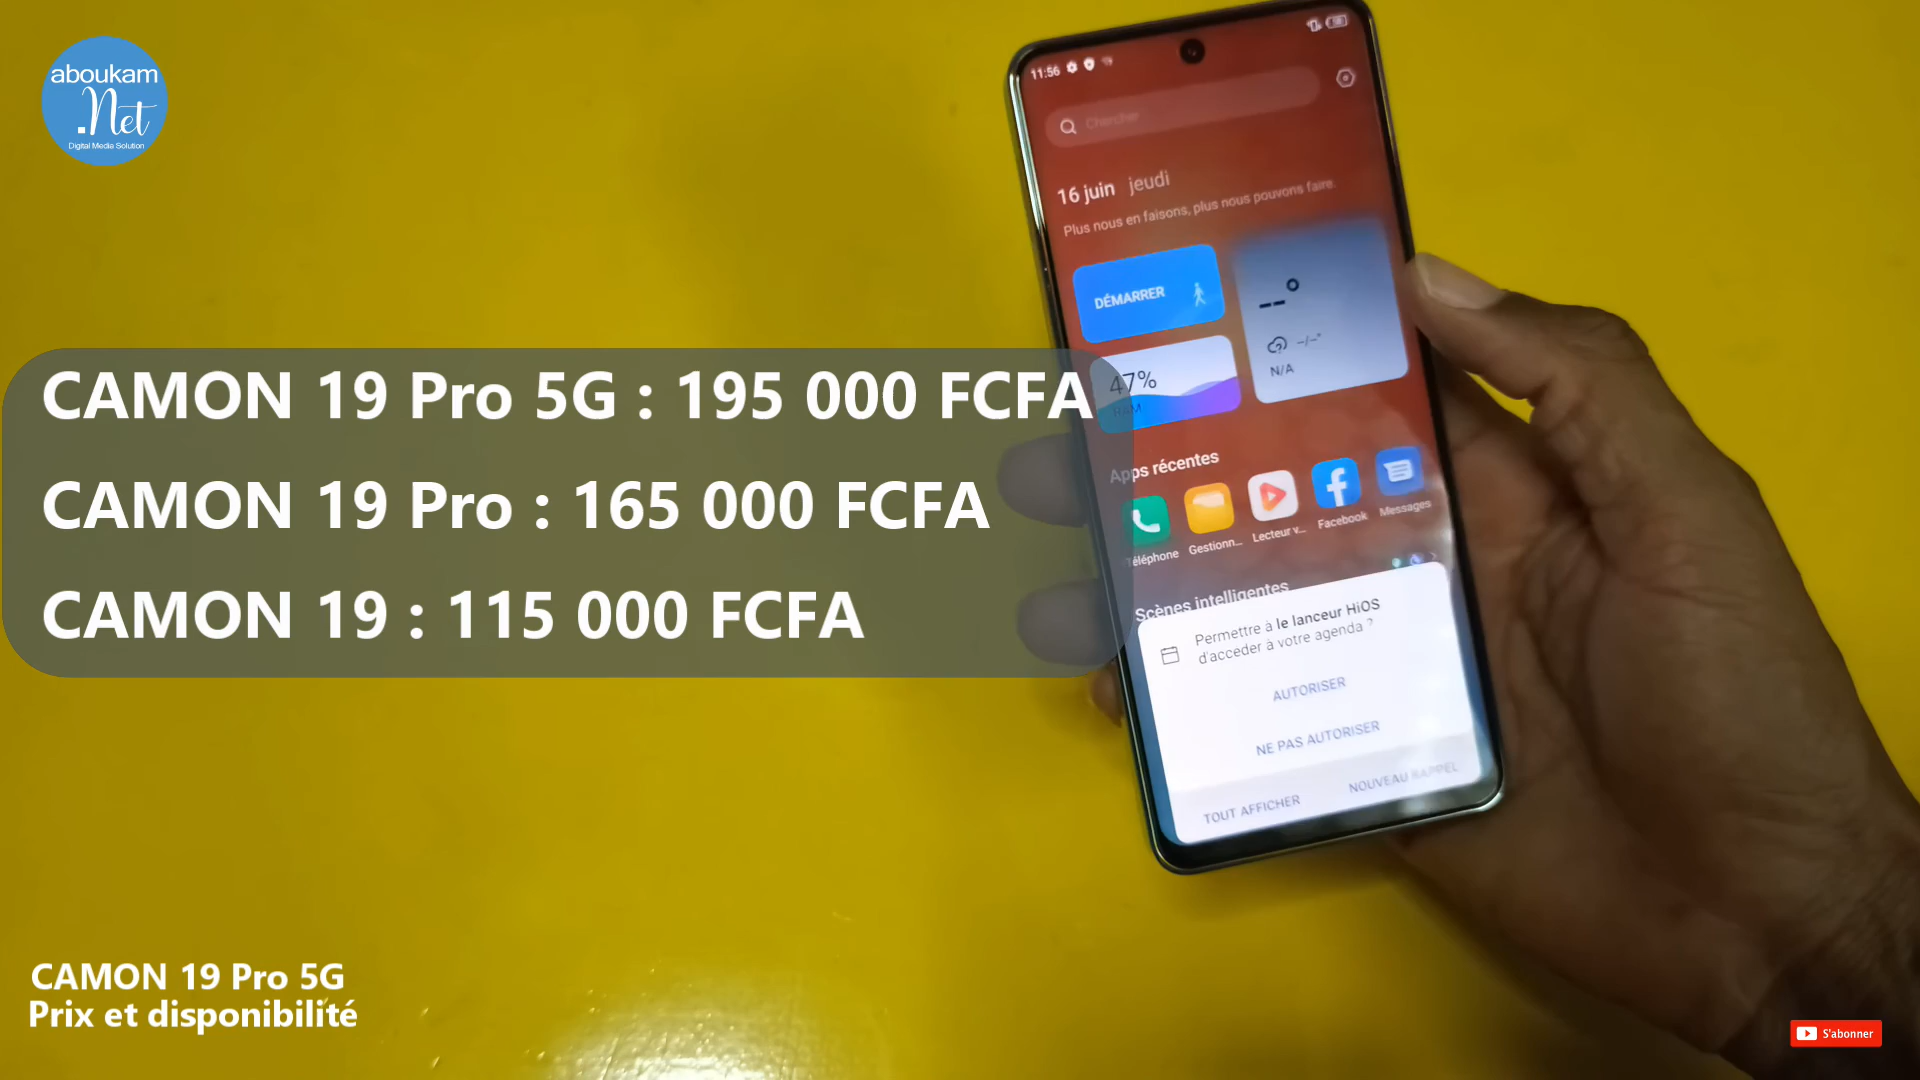 aboukam
.Net
Digital Media Solution
11:56
Chercher
16 juin jeudi
Plus nous en faisons, plus nous pouvons faire.
DÉMARRER
--°
--/--°
N/A
47%
RAM
CAMON 19 Pro 5G : 195 000 FCFA
CAMON 19 Pro : 165 000 FCFA
CAMON 19 : 115 000 FCFA
Apps récentes
Téléphone
Gestionn...
Lecteur v...
Facebook
Messages
Scènes intelligentes
Permettre à le lanceur HiOS
d'acceder à votre agenda ?
AUTORISER
NE PAS AUTORISER
TOUT AFFICHER
NOUVEAU RAPPEL
CAMON 19 Pro 5G
Prix et disponibilité
S'abonner